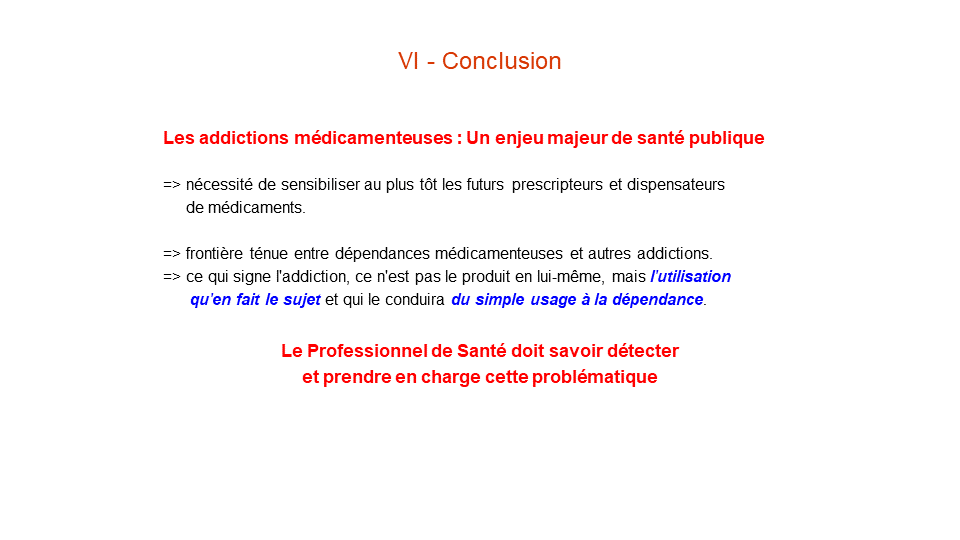 VI - Conclusion
Les addictions médicamenteuses : Un enjeu majeur de santé publique
=> nécessité de sensibiliser au plus tôt les futurs prescripteurs et dispensateurs
de médicaments.
=> frontière ténue entre dépendances médicamenteuses et autres addictions.
=> ce qui signe l'addiction, ce n'est pas le produit en lui-même, mais l’utilisation
qu’en fait le sujet et qui le conduira du simple usage à la dépendance.
Le Professionnel de Santé doit savoir détecter
et prendre en charge cette problématique